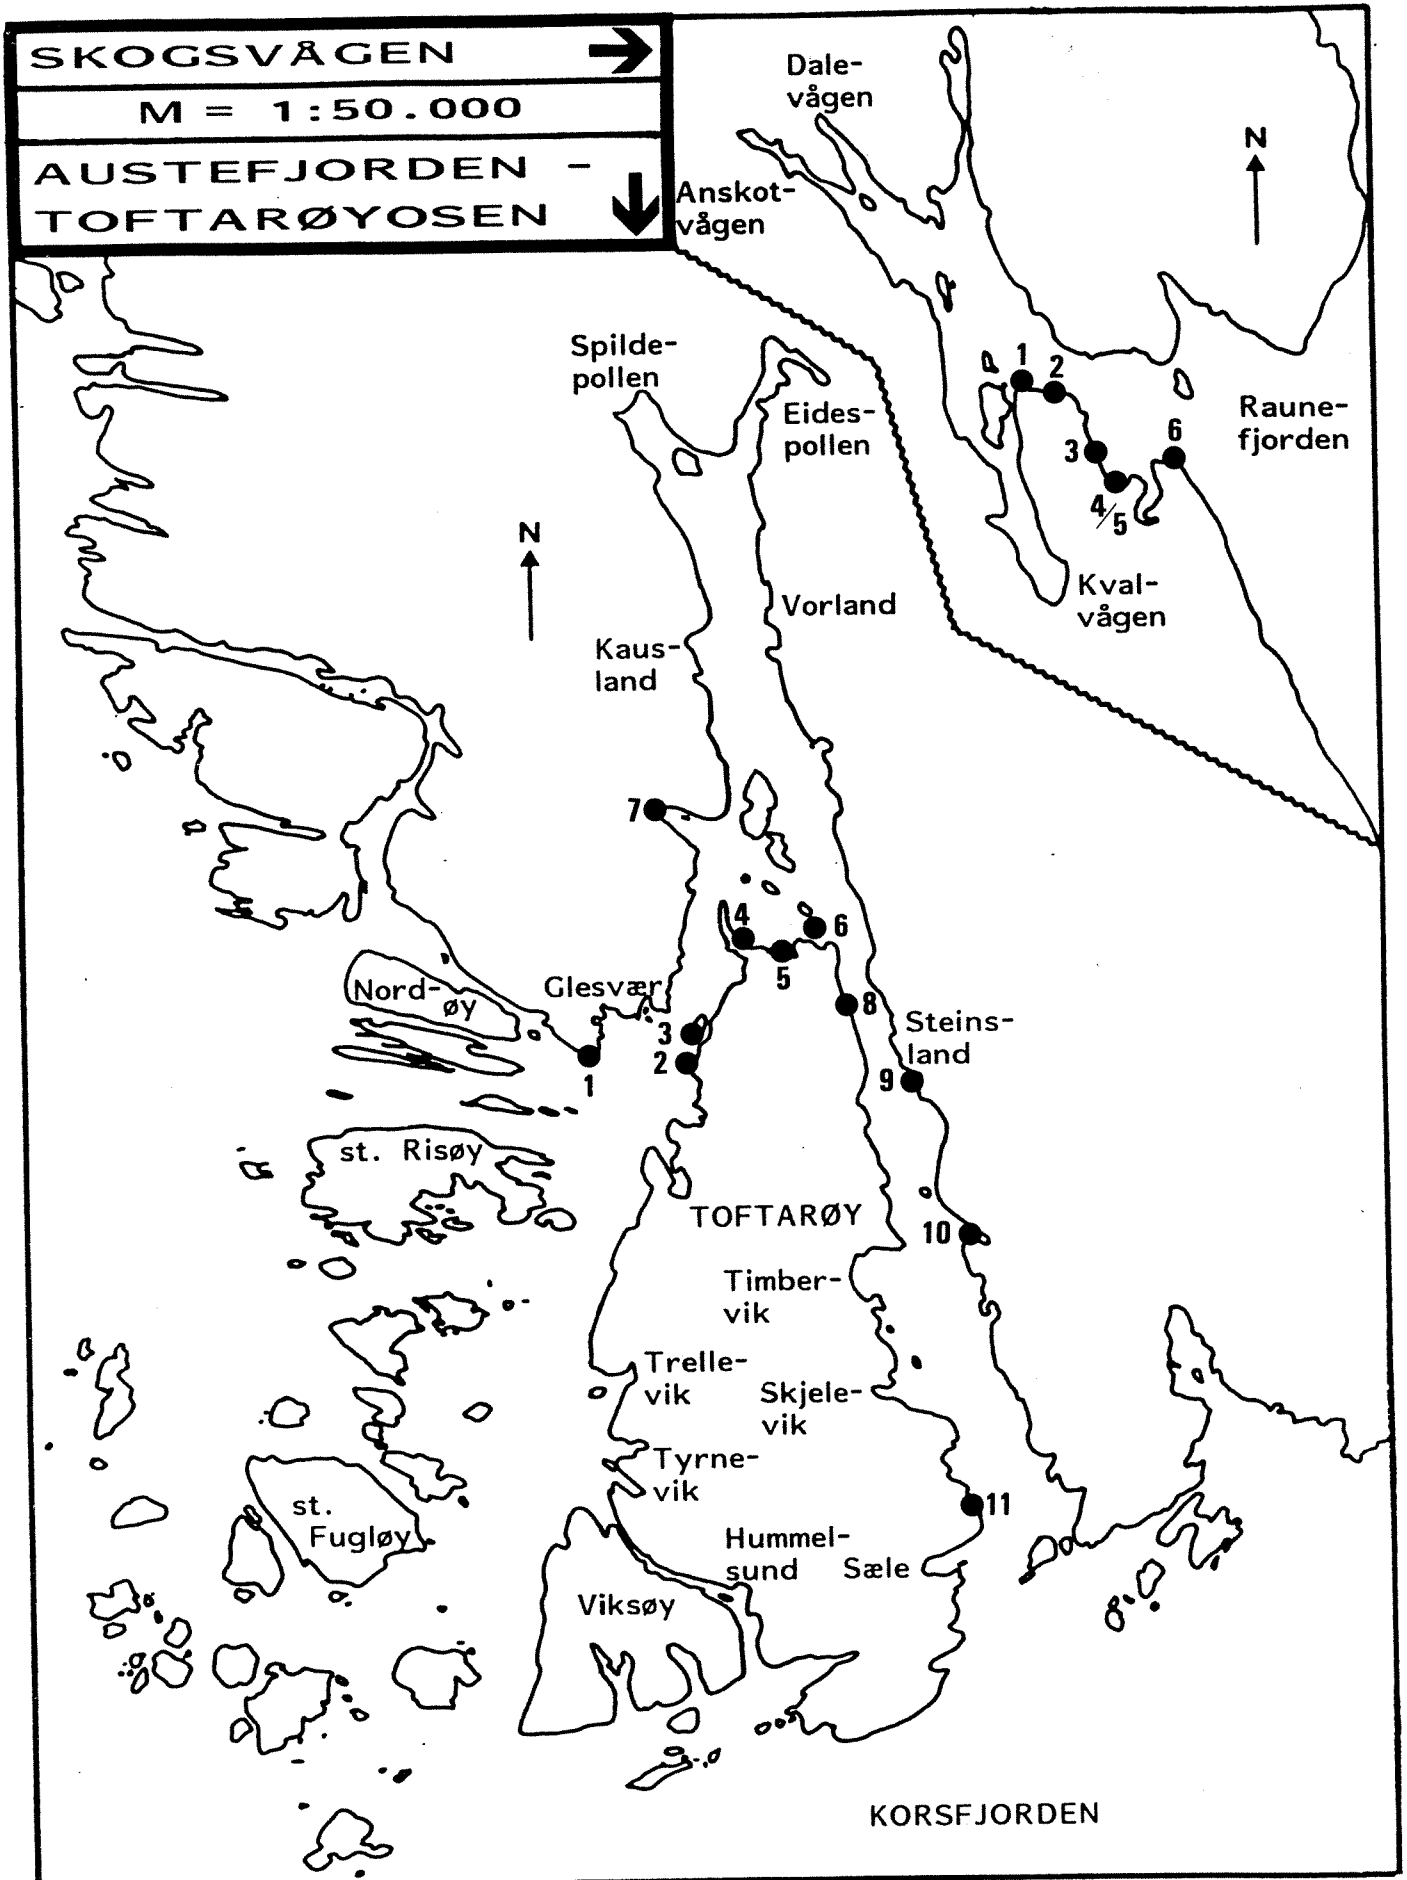 SKOGSVÅGEN
M = 1:50.000
AUSTEFJORDEN -
TOFTARØYOSEN
Dale-
vågen
Anskot-
vågen
N
1
2
3
4/5
6
Raune-
fjorden
Kval-
vågen
Spilde-
pollen
Eides-
pollen
N
Vorland
Kaus-
land
7
4
5
6
8
Glesvær
Nord-
øy
3
2
1
Steins-
land
9
st. Risøy
TOFTARØY
10
Timber-
vik
Trelle-
vik
Skjele-
vik
Tyrne-
vik
11
st.
Fugløy
Hummel-
sund
Sæle
Viksøy
KORSFJORDEN